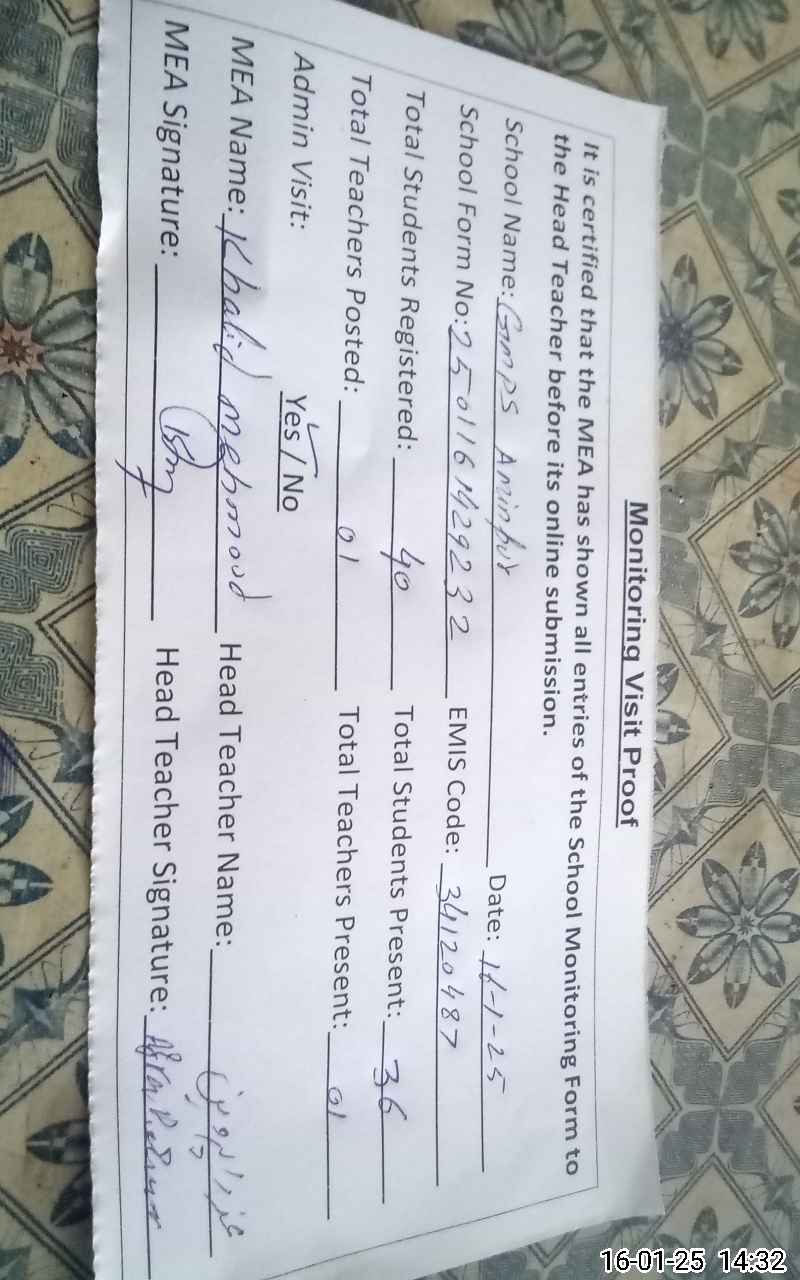 Monitoring Visit Proof
It is certified that the MEA has shown all entries of the School Monitoring Form to
the Head Teacher before its online submission.
School Name: GMPS Aminpur Date: 16-1-25
School Form No: 2501161429232 EMIS Code: 34120487
Total Students Registered: 40 Total Students Present: 36
Total Teachers Posted: 01 Total Teachers Present: 01
Admin Visit: Yes / No
MEA Name: Khalid mehmood Head Teacher Name: عذرا پروین
MEA Signature: Head Teacher Signature:
16-01-25 14:32